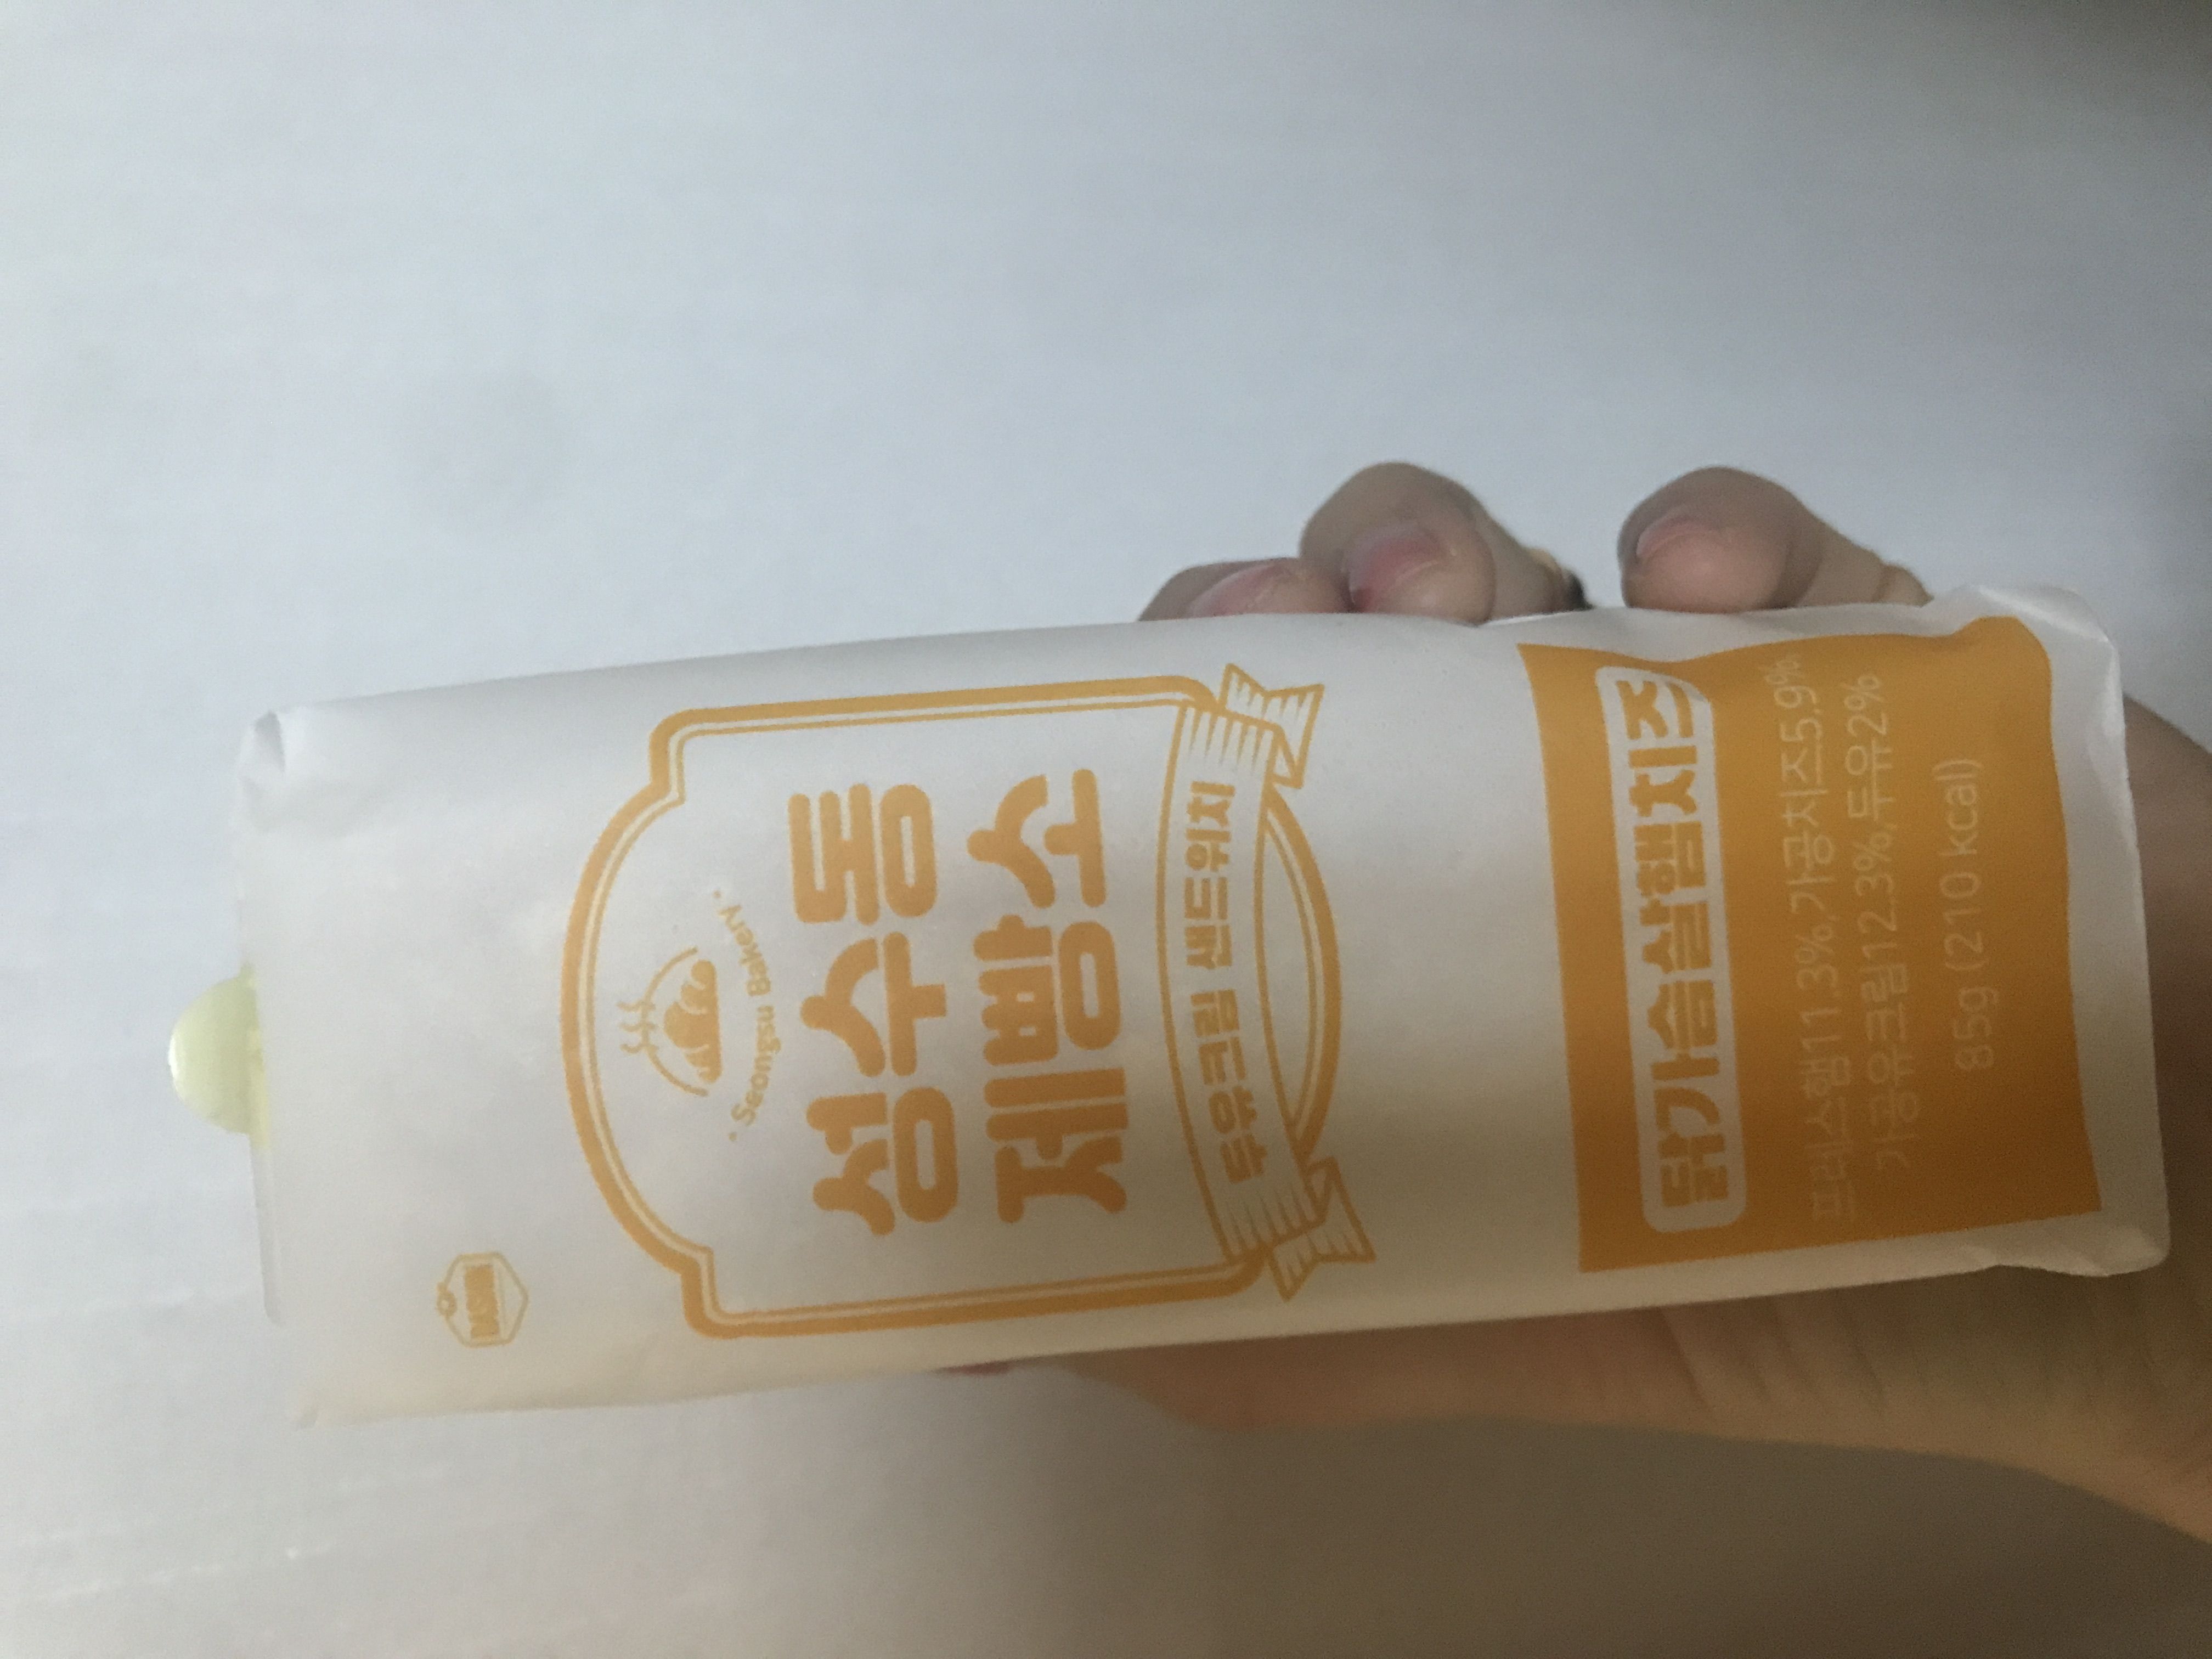 · Seongsu Bakery ·
성수동
제빵소
두유크림 샌드위치
닭가슴살햄치즈
프레스햄11.3%,가공치즈5.9%
가공유크림12.3%,두유2%
85g (210 kcal)